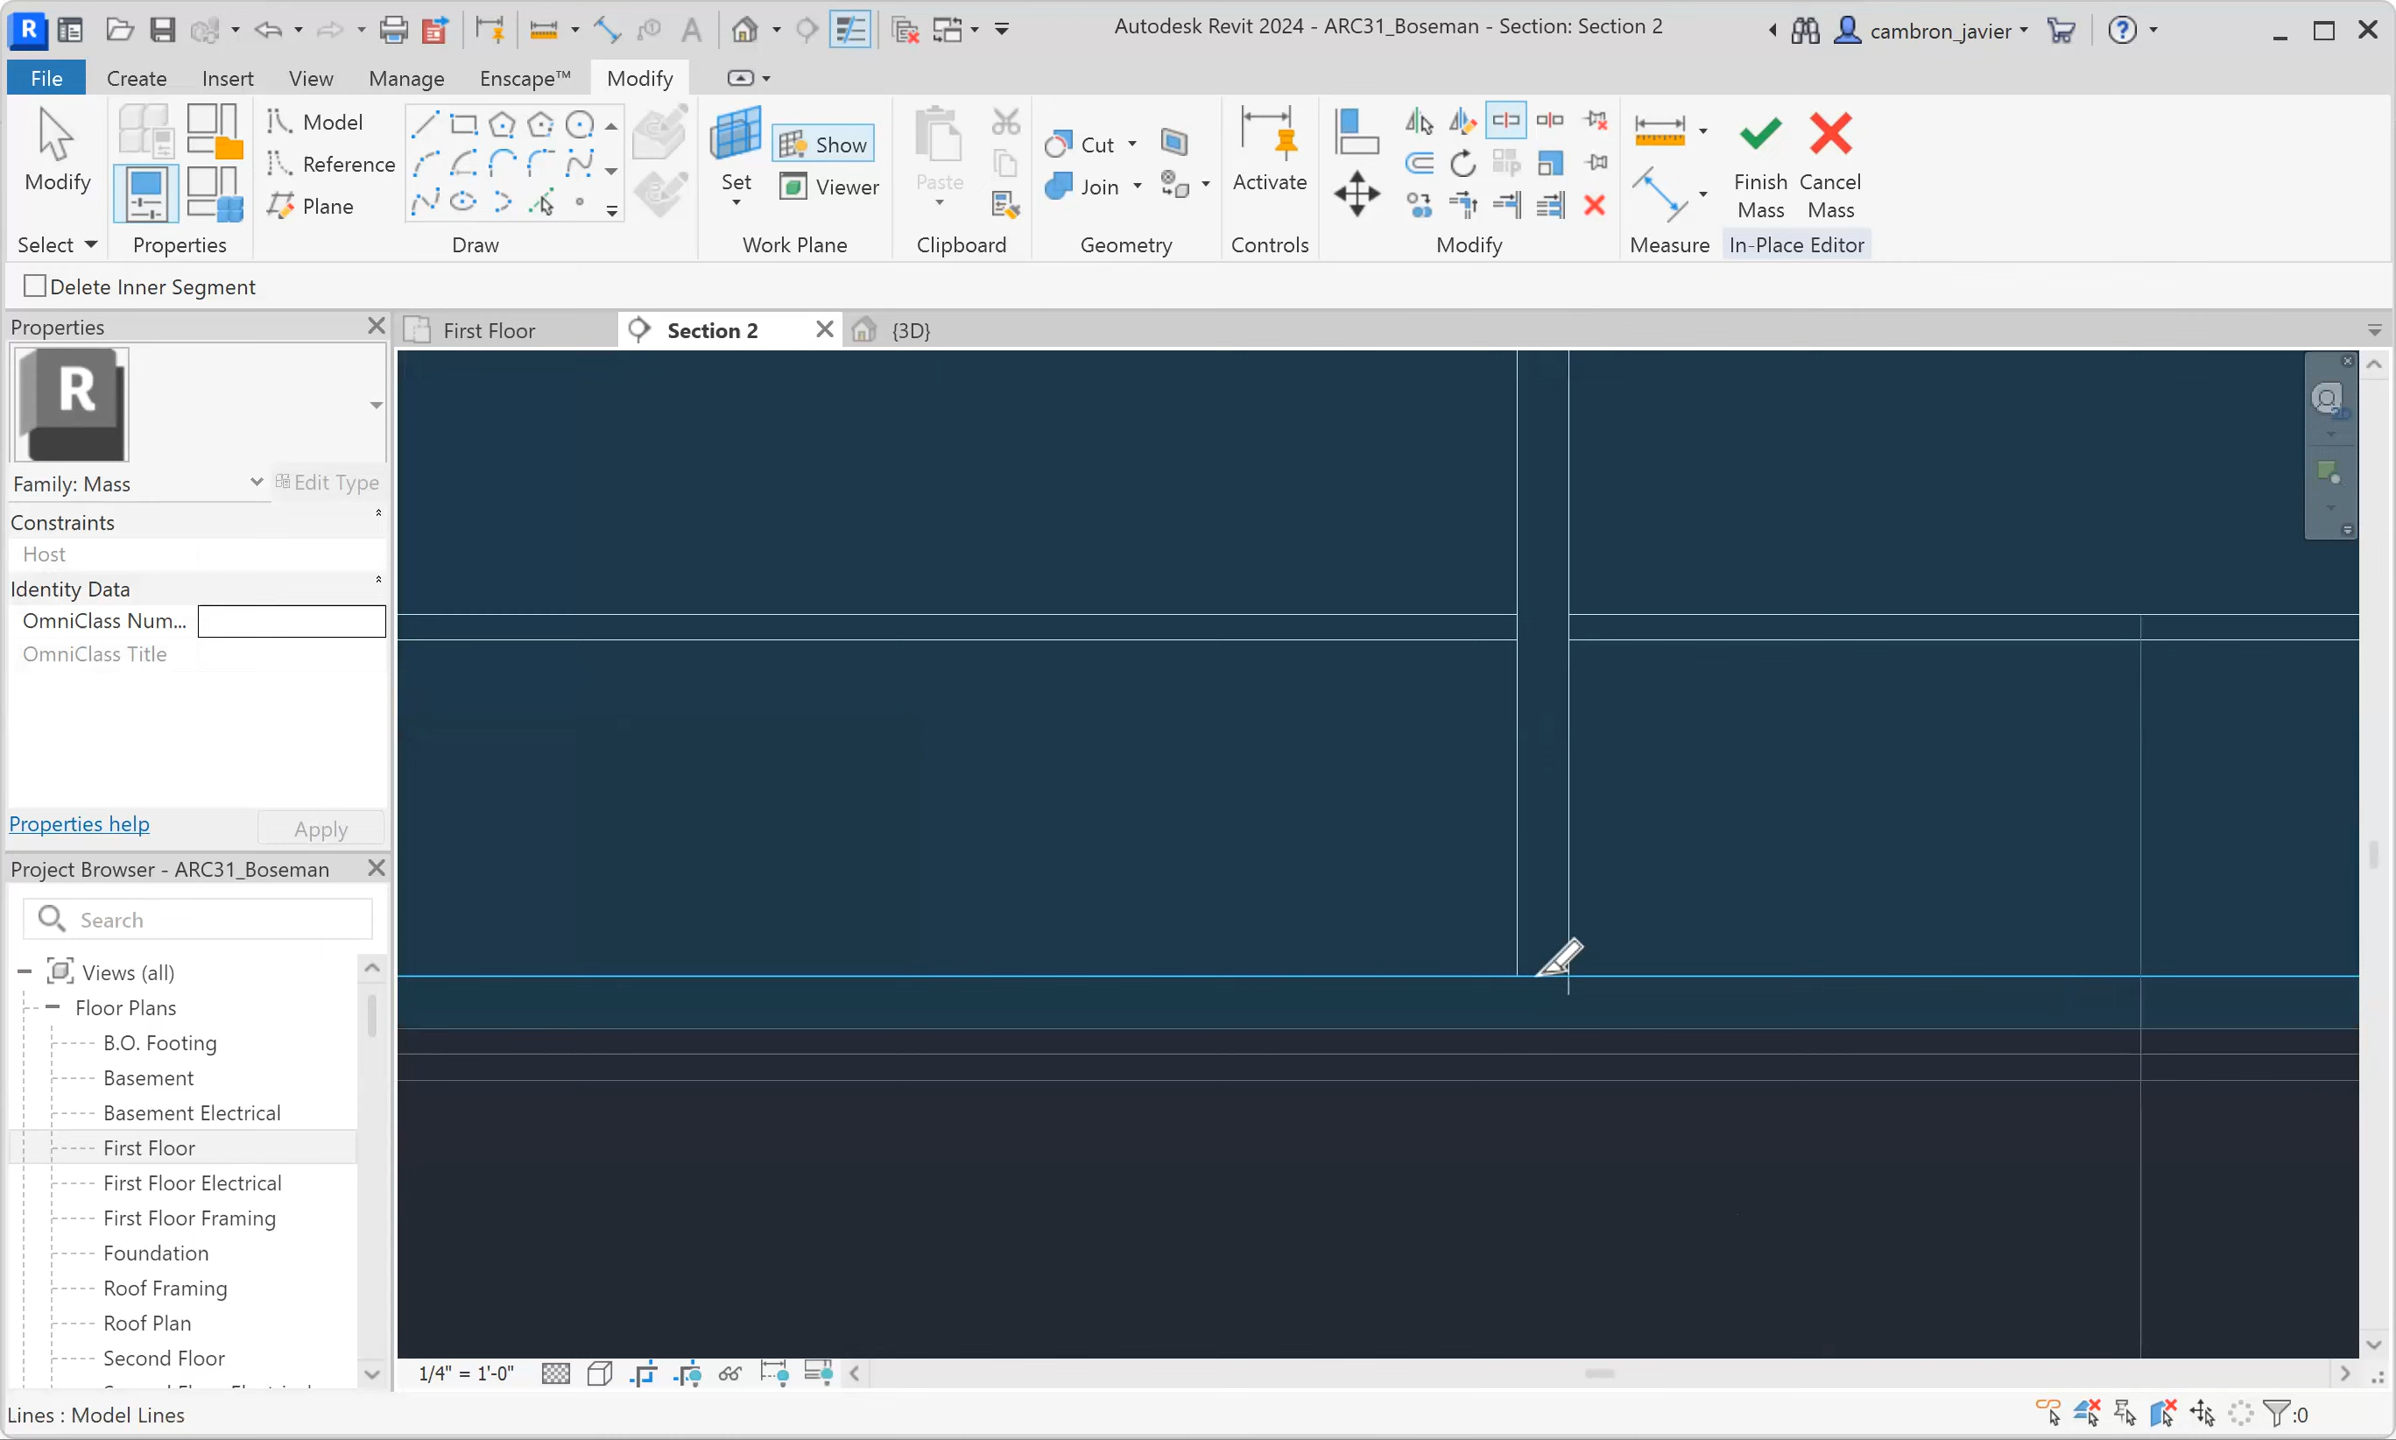 R
A
Autodesk Revit 2024 - ARC31_Boseman - Section: Section 2
cambron_javier
?
File
Create
Insert
View
Manage
Enscape™
Modify
Modify
Select
Properties
Model
Reference
Plane
Draw
Set
Show
Viewer
Work Plane
Paste
Clipboard
Cut
Join
Geometry
Activate
Controls
Modify
Measure
Finish
Mass
Cancel
Mass
In-Place Editor
Delete Inner Segment
Properties
First Floor
Section 2
{3D}
R
Family: Mass
Edit Type
Constraints
Host
Identity Data
OmniClass Num...
OmniClass Title
Properties help
Apply
Project Browser - ARC31_Boseman
Search
Views (all)
Floor Plans
B.O. Footing
Basement
Basement Electrical
First Floor
First Floor Electrical
First Floor Framing
Foundation
Roof Framing
Roof Plan
Second Floor
1/4" = 1'-0"
Lines : Model Lines
:0